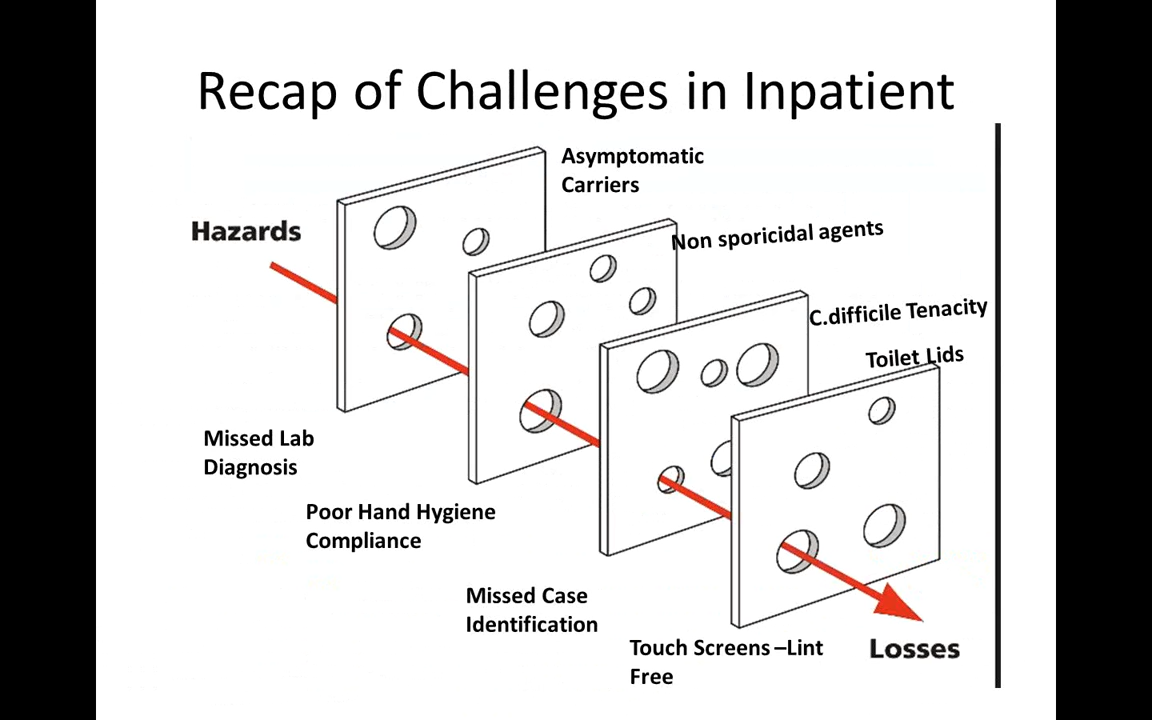 Recap of Challenges in Inpatient
Asymptomatic
Carriers
Hazards
Non sporicidal agents
C.difficile Tenacity
Toilet Lids
Missed Lab
Diagnosis
Poor Hand Hygiene
Compliance
Missed Case
Identification
Touch Screens –Lint
Free
Losses